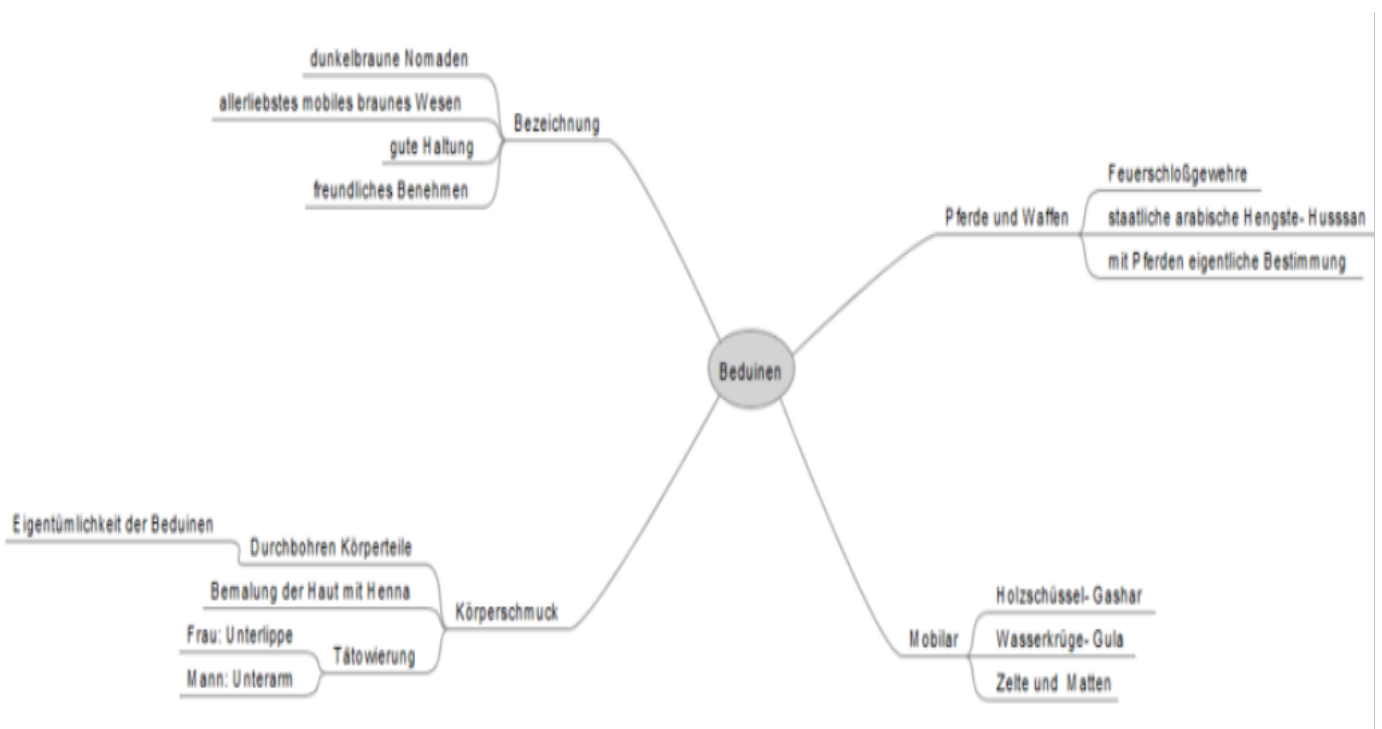 dunkelbraune Nomaden
allerliebstes mobiles braunes Wesen
gute Haltung
freundliches Benehmen
Bezeichnung
Pferde und Waffen
Feuerschloßgewehre
staatliche arabische Hengste- Husssan
mit Pferden eigentliche Bestimmung
Beduinen
Eigentümlichkeit der Beduinen
Durchbohren Körperteile
Bemalung der Haut mit Henna
Frau: Unterlippe
Mann: Unterarm
Tätowierung
Körperschmuck
Mobilar
Holzschüssel- Gashar
Wasserkrüge- Gula
Zelte und Matten